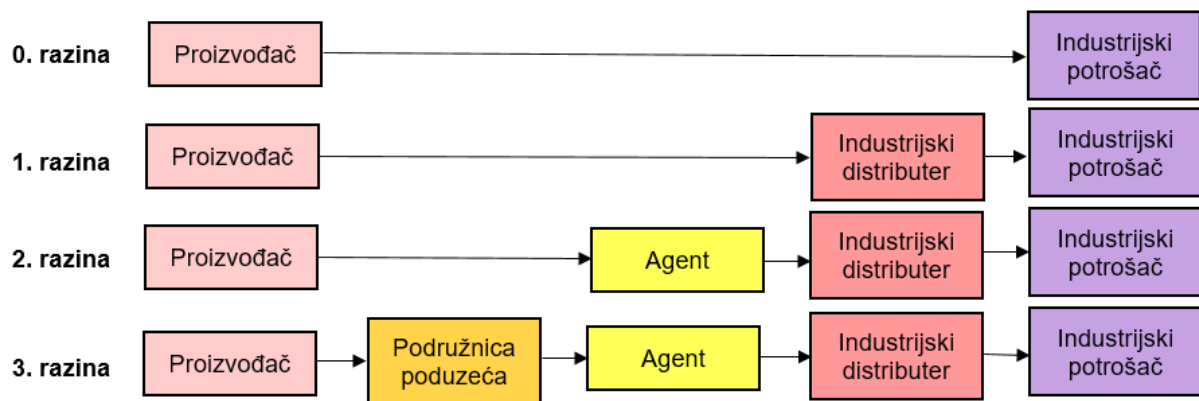 0. razina
Proizvođač
Industrijski
potrošač
1. razina
Proizvođač
Industrijski
distributer
Industrijski
potrošač
2. razina
Proizvođač
Agent
Industrijski
distributer
Industrijski
potrošač
3. razina
Proizvođač
Podružnica
poduzeća
Agent
Industrijski
distributer
Industrijski
potrošač